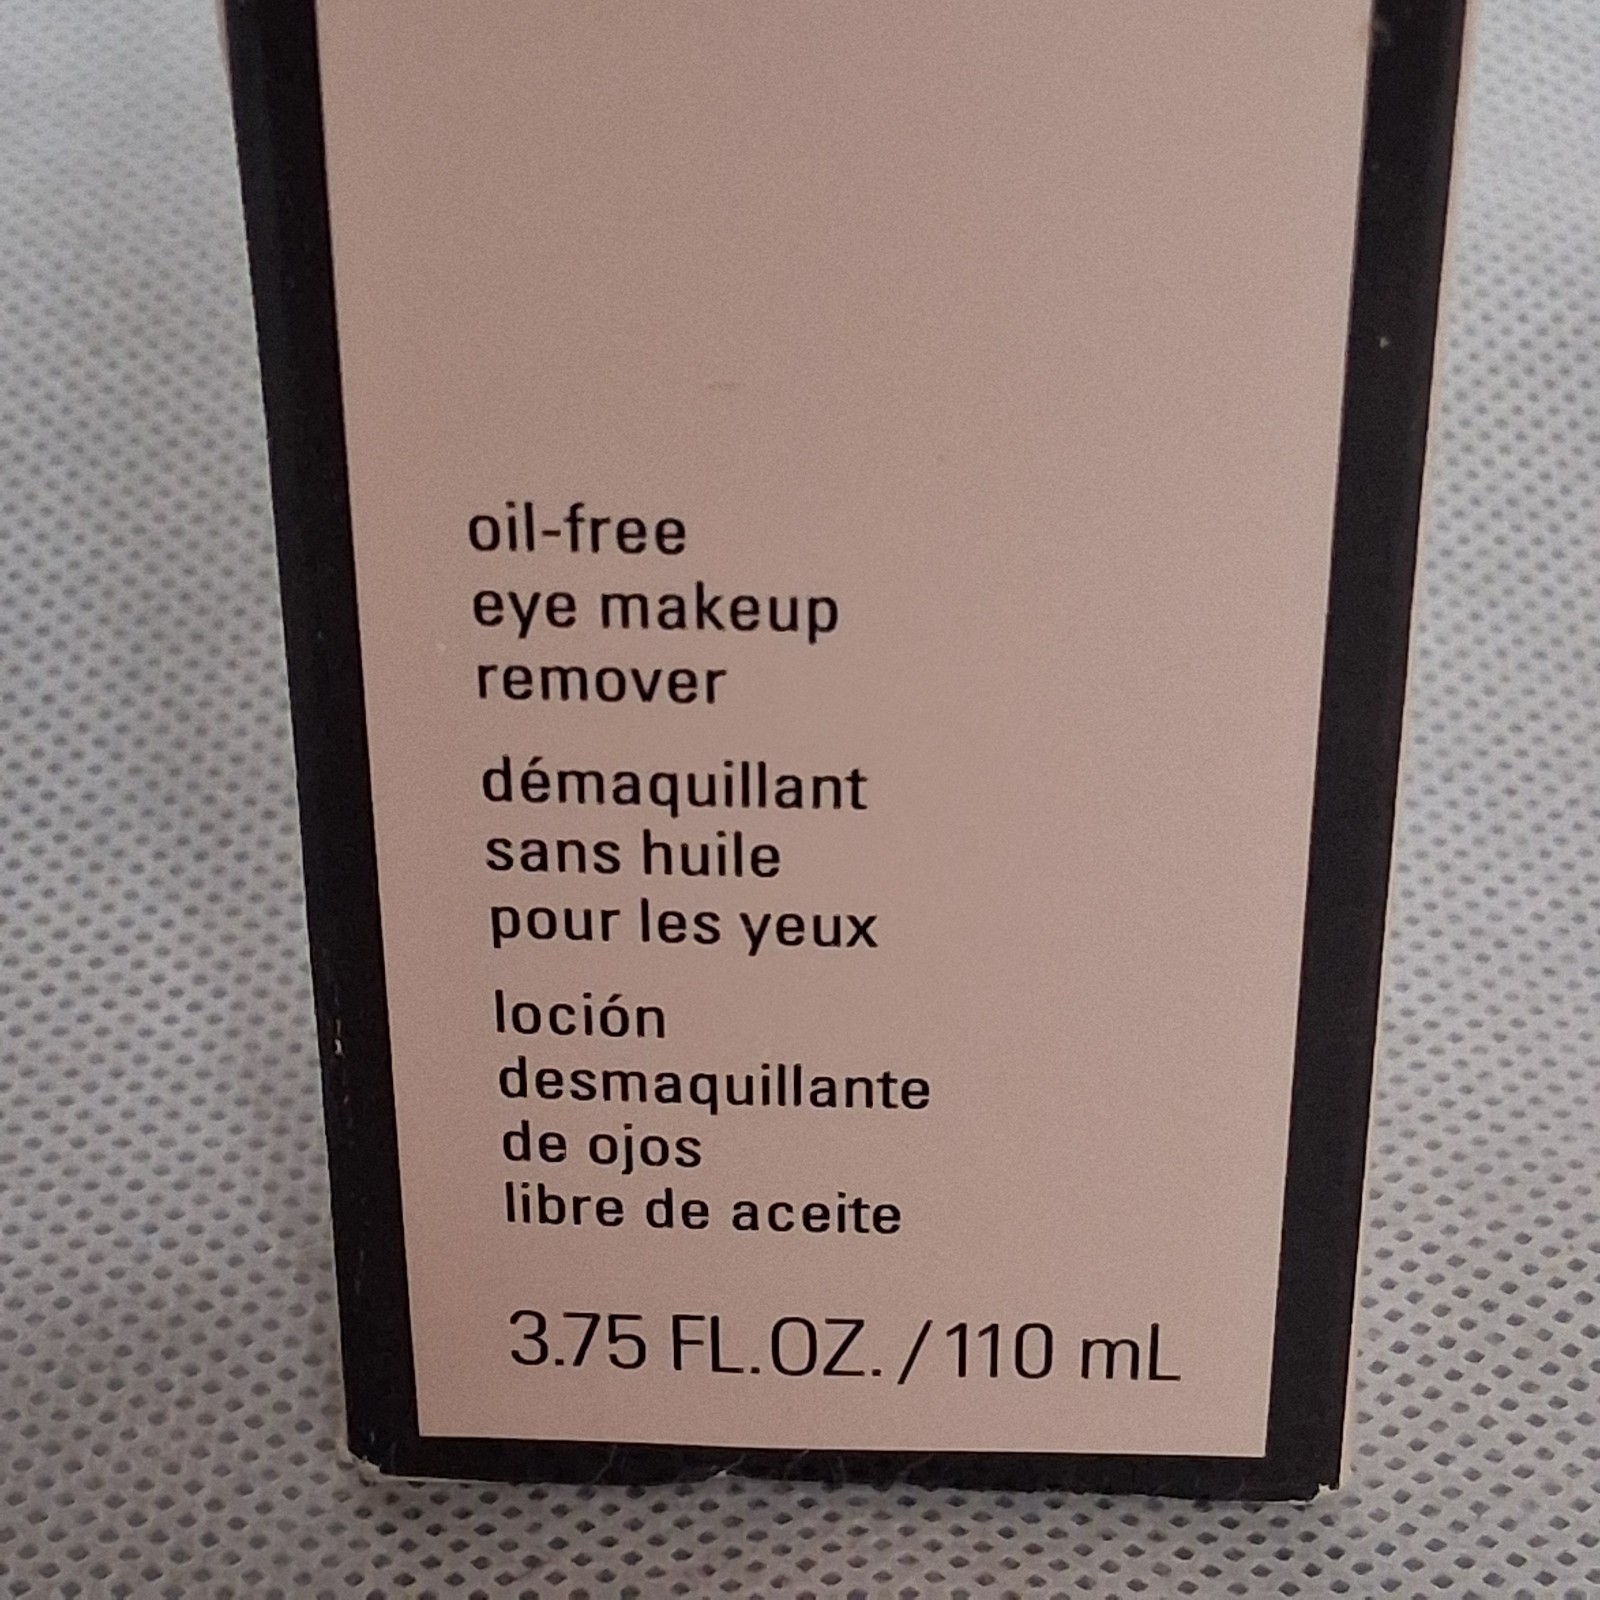 oil-free
eye makeup
remover
démaquillant
sans huile
pour les yeux
loción
desmaquillante
de ojos
libre de aceite
3.75 FL.OZ./110 mL